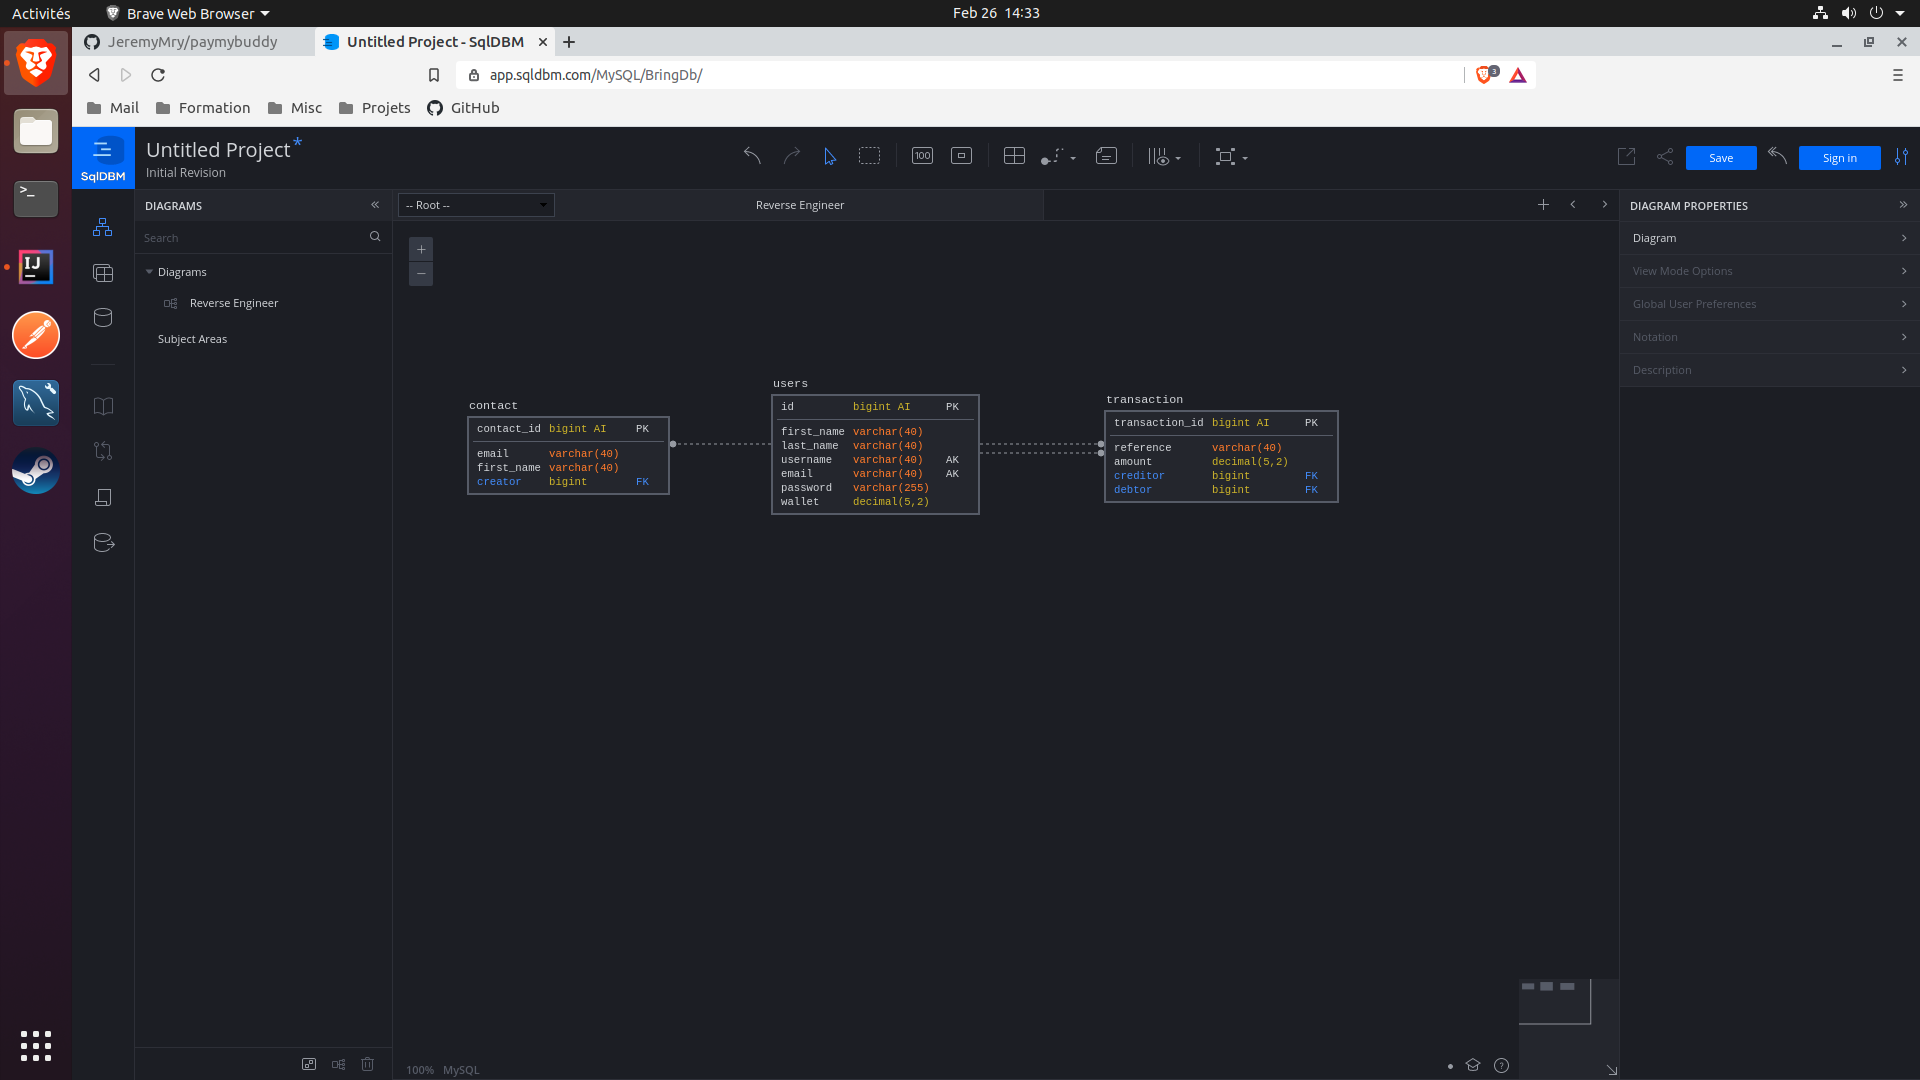 Activités
Brave Web Browser
Feb 26 14:33
JeremyMry/paymybuddy
Untitled Project - SqlDBM
app.sqldbm.com/MySQL/BringDb/
3
Mail
Formation
Misc
Projets
GitHub
SqlDBM
Untitled Project*
Initial Revision
100
Save
Sign in
DIAGRAMS
-- Root --
Reverse Engineer
DIAGRAM PROPERTIES
Search
Diagrams
Reverse Engineer
Subject Areas
Diagram
View Mode Options
Global User Preferences
Notation
Description
contact
contact_id bigint AI PK
email varchar(40)
first_name varchar(40)
creator bigint FK
users
id bigint AI PK
first_name varchar(40)
last_name varchar(40)
username varchar(40) AK
email varchar(40) AK
password varchar(255)
wallet decimal(5,2)
transaction
transaction_id bigint AI PK
reference varchar(40)
amount decimal(5,2)
creditor bigint FK
debtor bigint FK
100% MySQL
IJ
>_